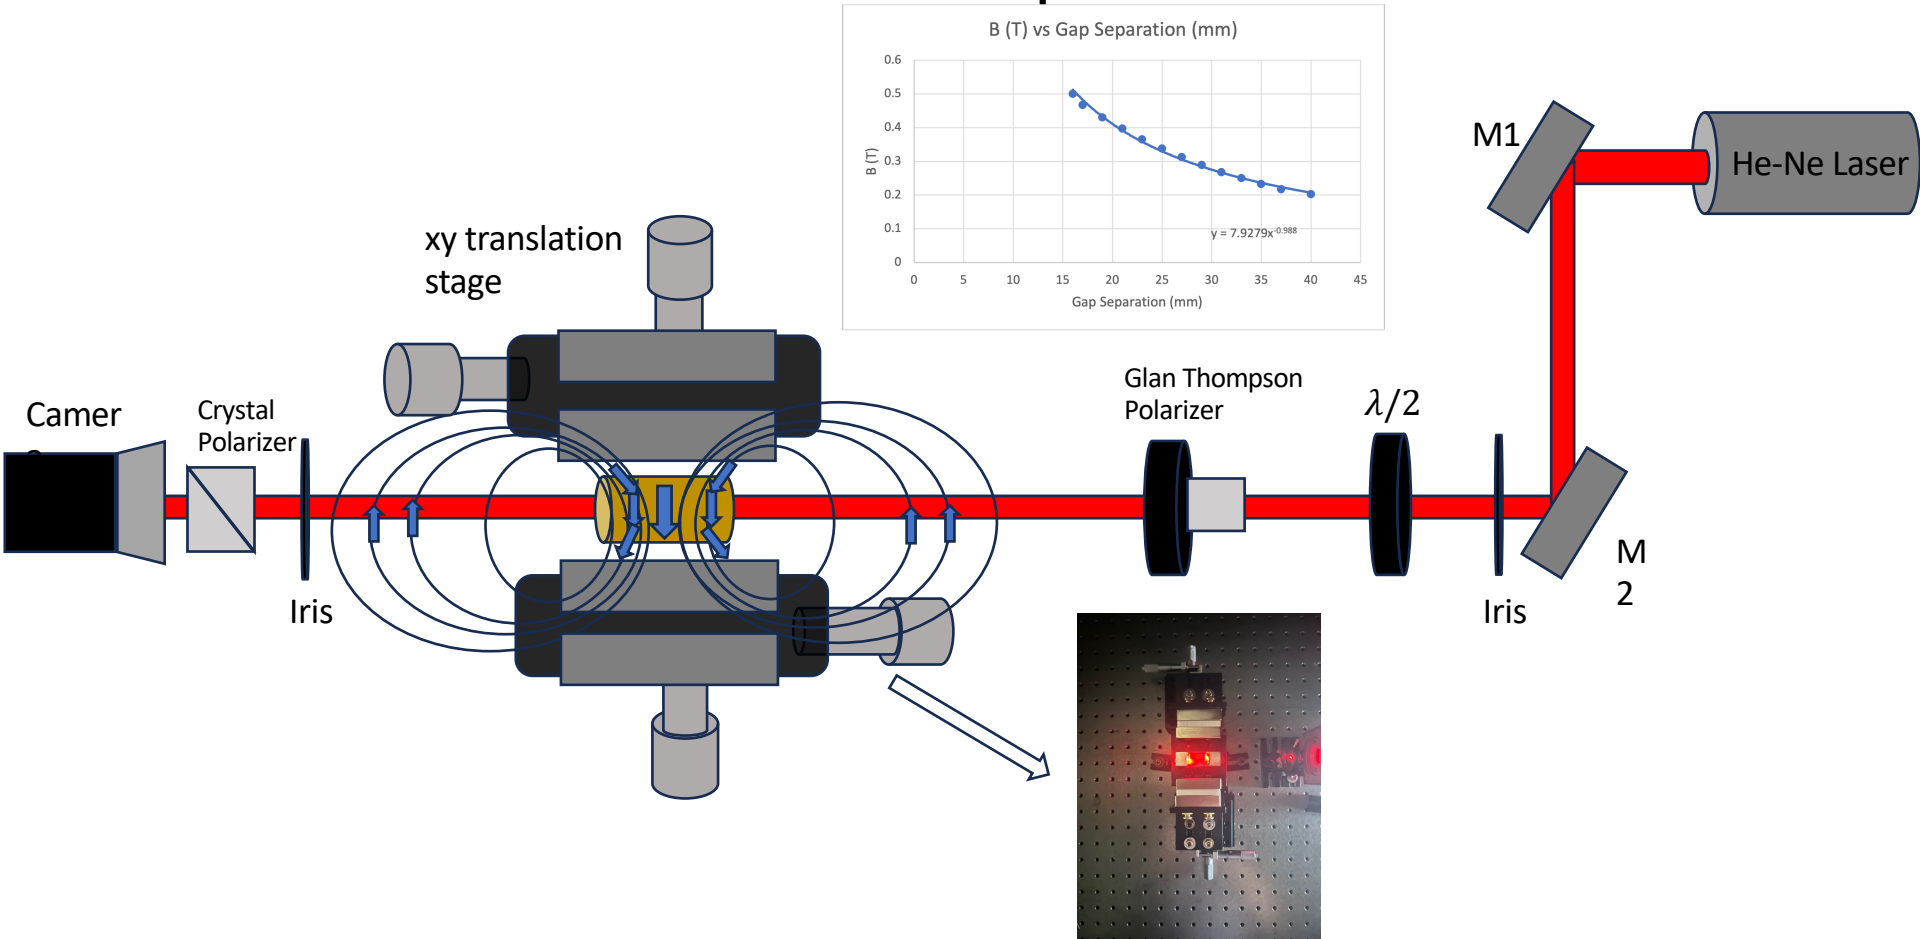 B (T) vs Gap Separation (mm)
0.6
0.5
0.4
0.3
0.2
0.1
0
B (T)
y = 7.9279x^-0.988
0 5 10 15 20 25 30 35 40 45
Gap Separation (mm)
M1
He-Ne Laser
xy translation
stage
Glan Thompson
Polarizer
λ/2
Camer
Crystal
Polarizer
M
2
Iris
Iris